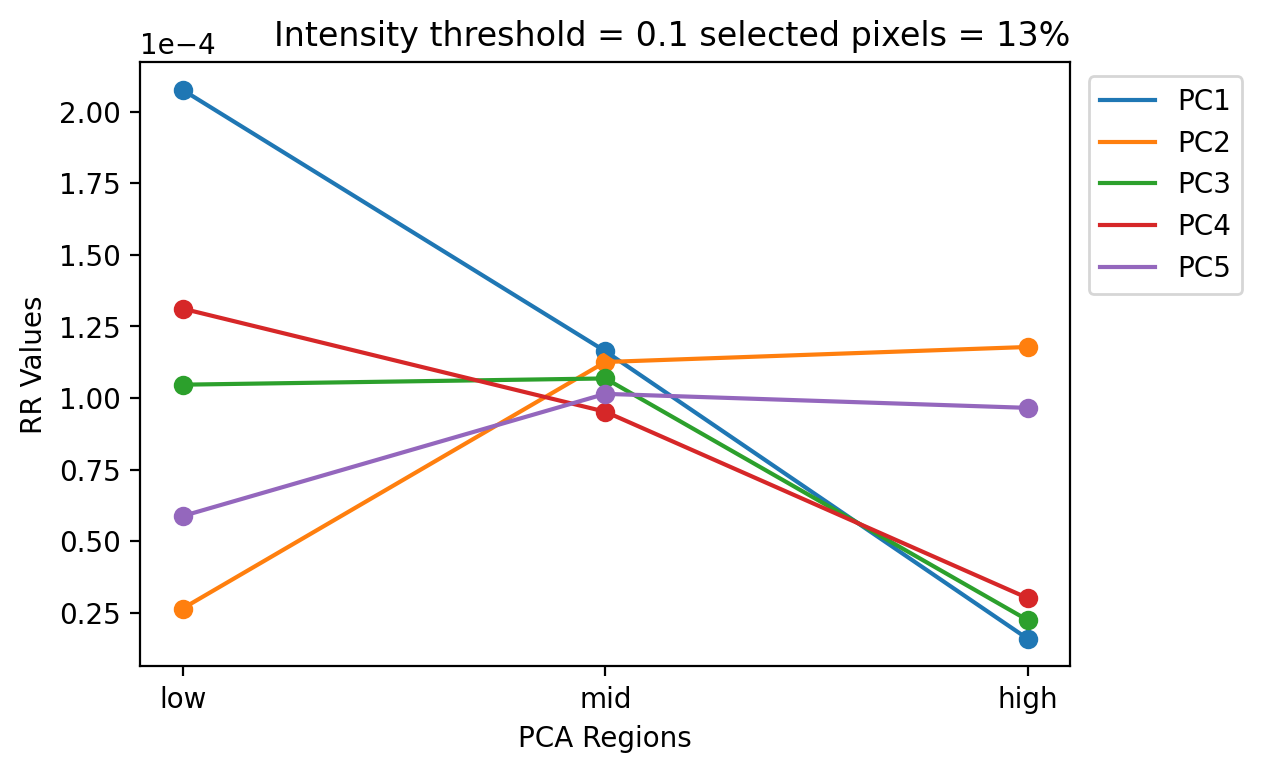 Intensity threshold = 0.1 selected pixels = 13%
1e−4
2.00
1.75
1.50
1.25
1.00
0.75
0.50
0.25
RR Values
low
mid
high
PCA Regions
PC1
PC2
PC3
PC4
PC5